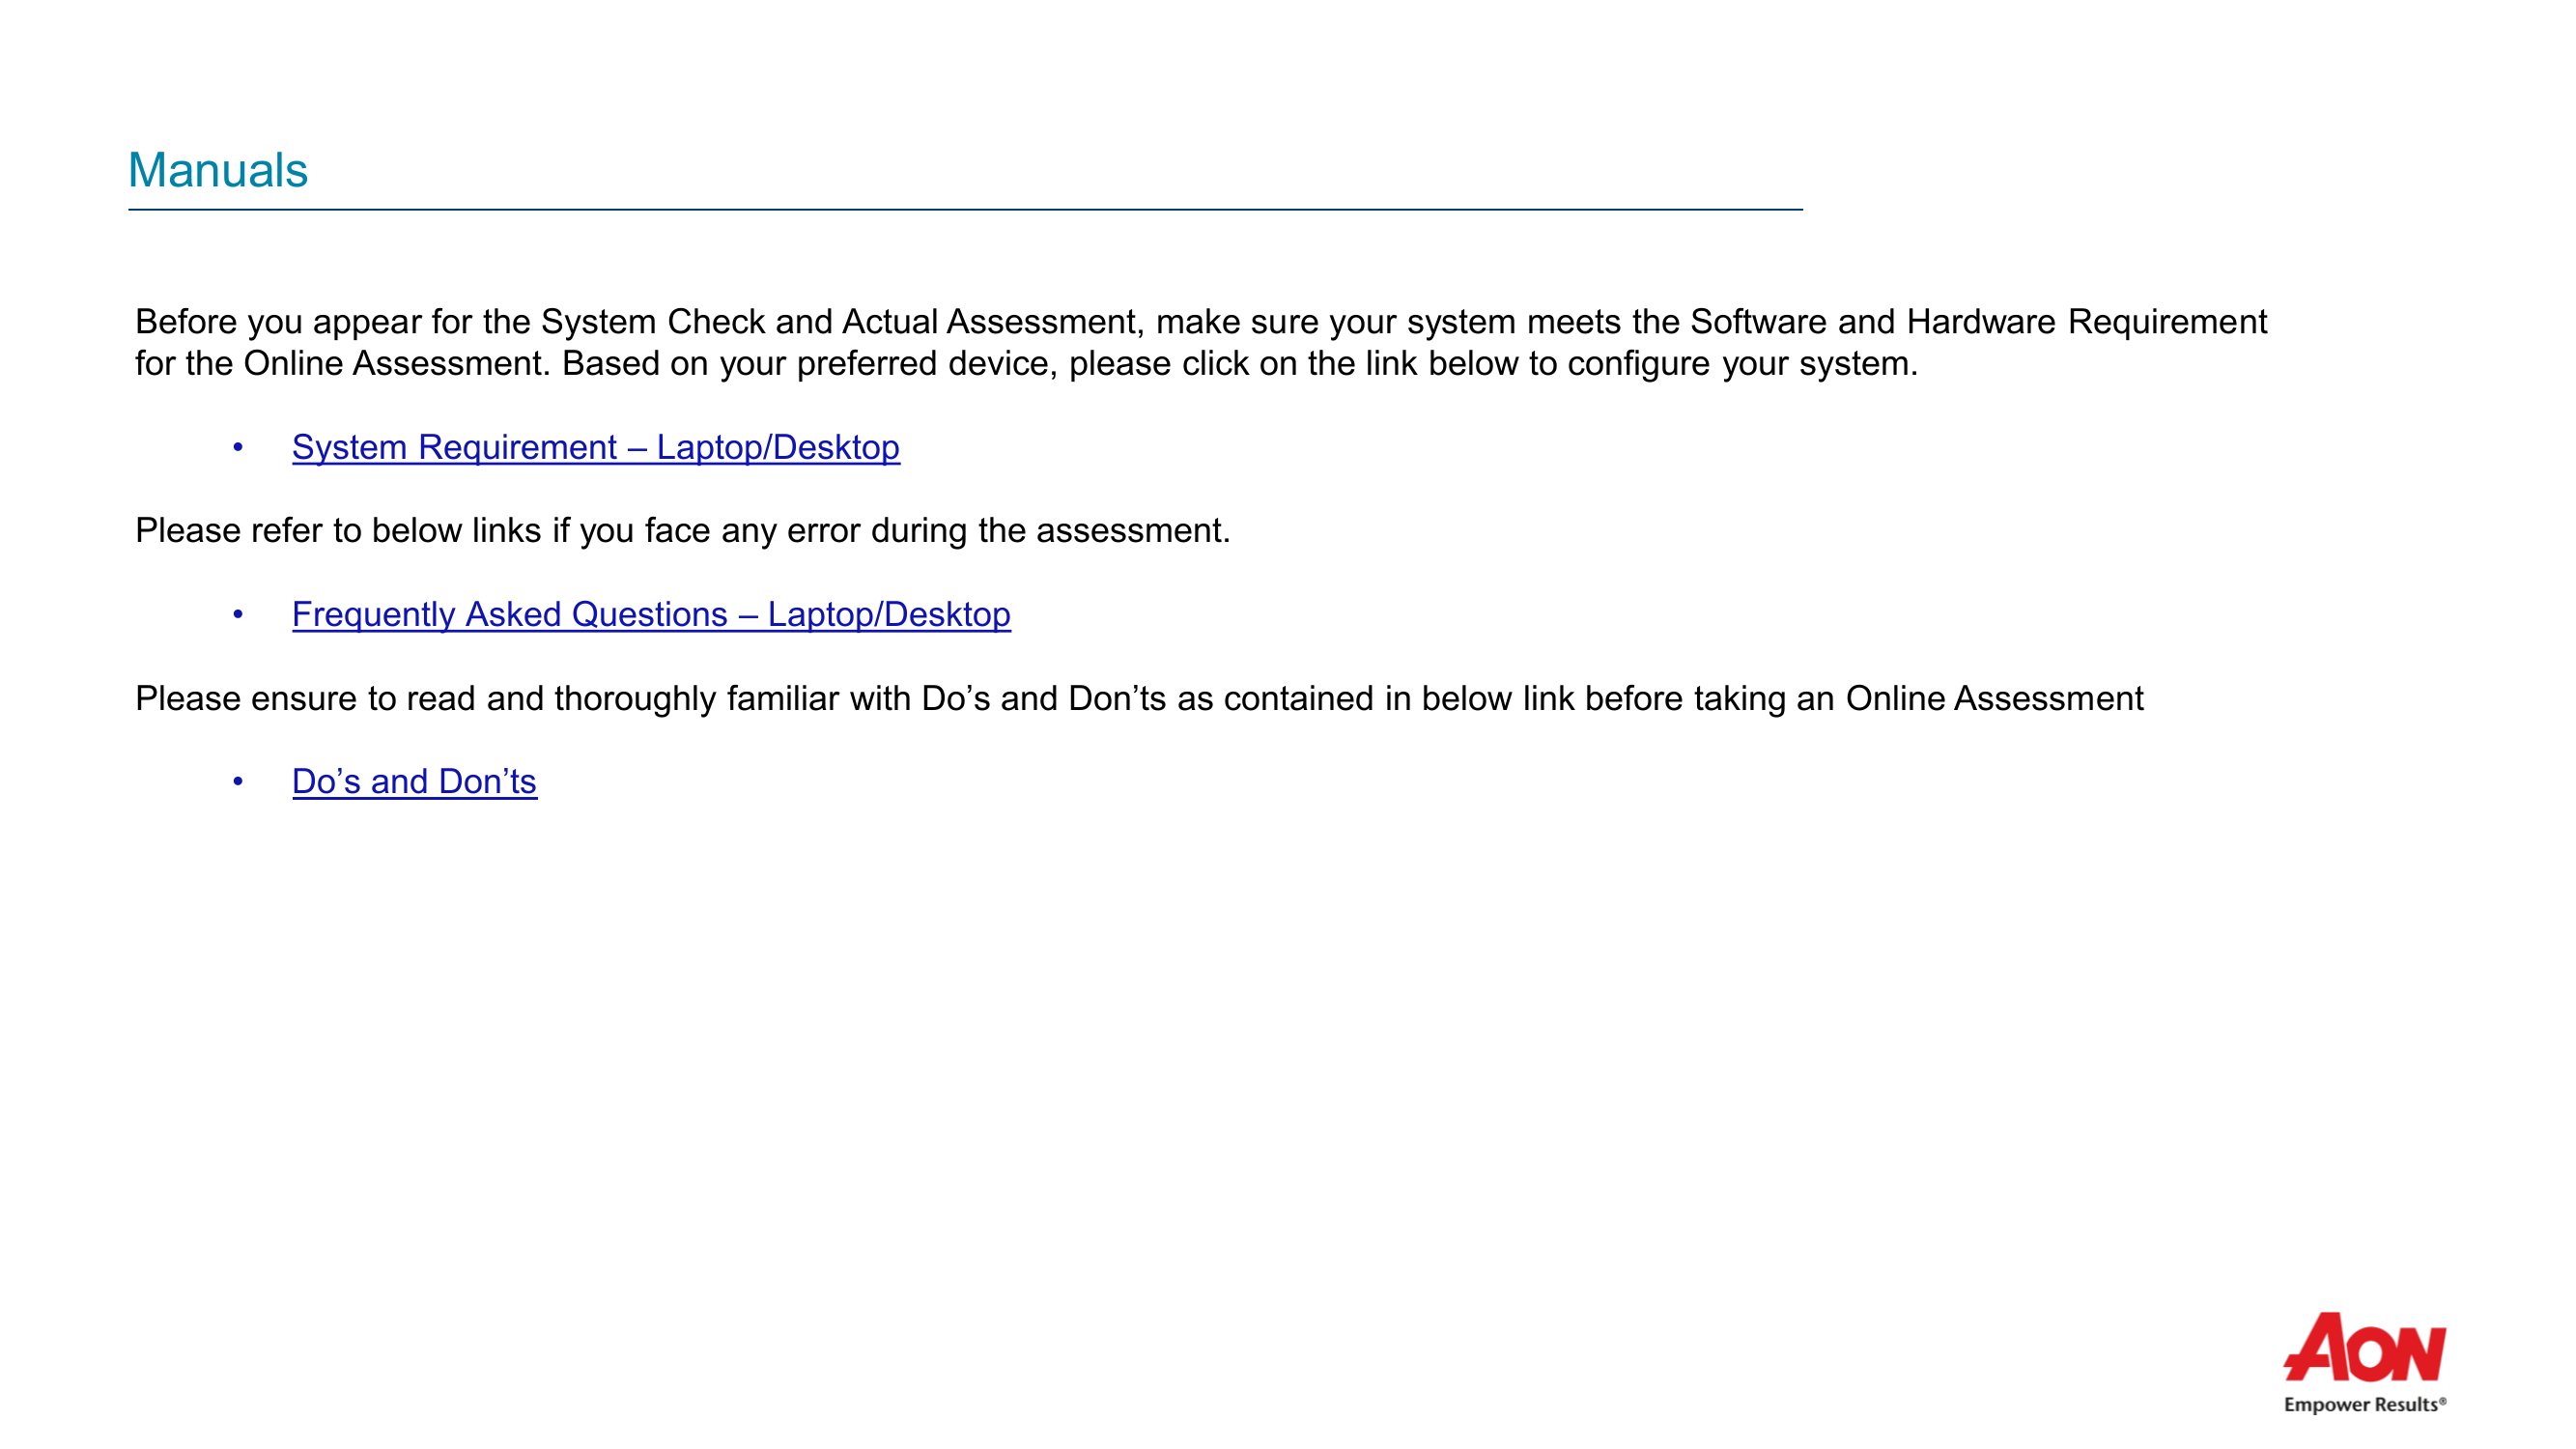 Manuals
Before you appear for the System Check and Actual Assessment, make sure your system meets the Software and Hardware Requirement
for the Online Assessment. Based on your preferred device, please click on the link below to configure your system.
• System Requirement – Laptop/Desktop
Please refer to below links if you face any error during the assessment.
• Frequently Asked Questions – Laptop/Desktop
Please ensure to read and thoroughly familiar with Do’s and Don’ts as contained in below link before taking an Online Assessment
• Do’s and Don’ts
AON
Empower Results®